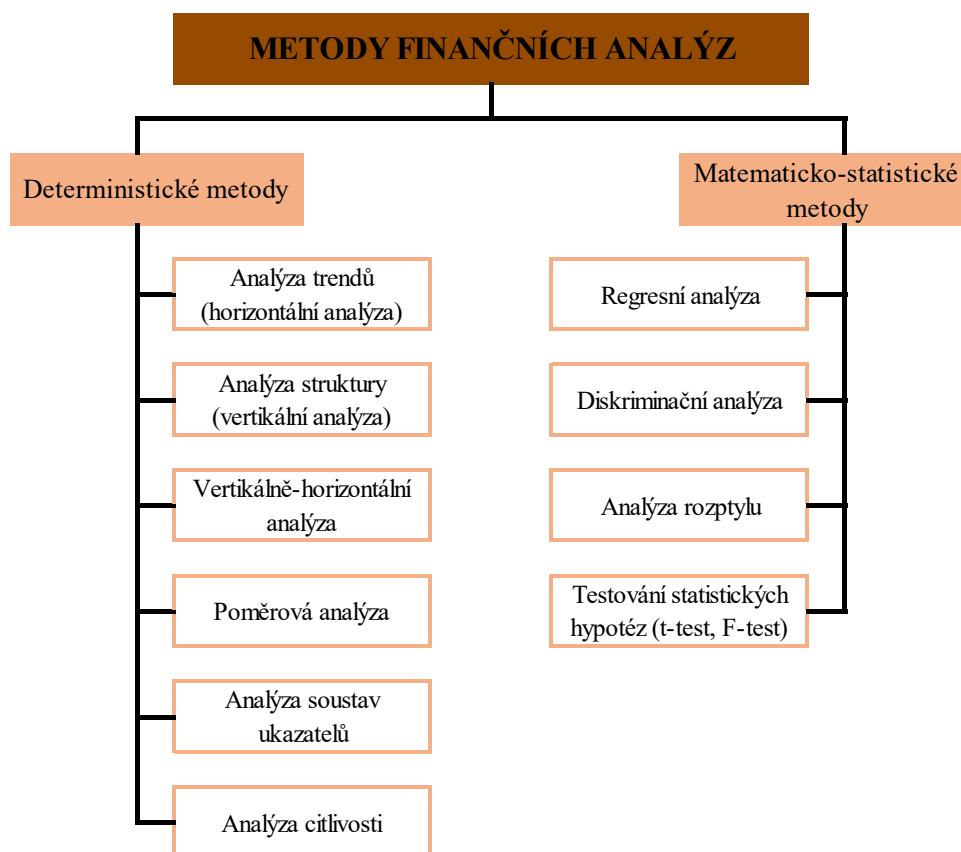 METODY FINANČNÍCH ANALÝZ
Deterministické metody
Matematicko-statistické
metody
Analýza trendů
(horizontální analýza)
Analýza struktury
(vertikální analýza)
Vertikálně-horizontální
analýza
Poměrová analýza
Analýza soustav
ukazatelů
Analýza citlivosti
Regresní analýza
Diskriminační analýza
Analýza rozptylu
Testování statistických
hypotéz (t-test, F-test)